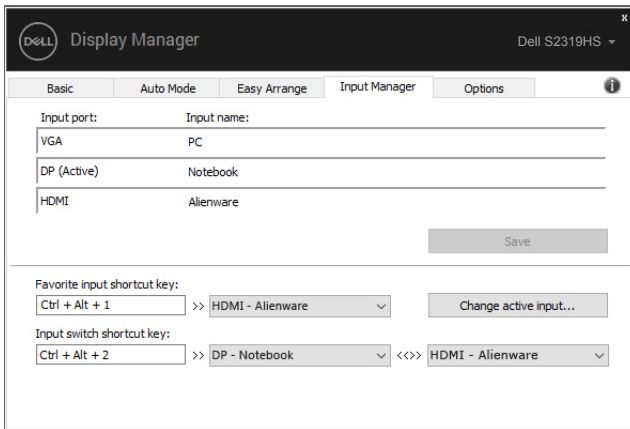 x
DELL Display Manager Dell S2319HS
Basic Auto Mode Easy Arrange Input Manager Options i
Input port: Input name:
VGA PC
DP (Active) Notebook
HDMI Alienware
Save
Favorite input shortcut key:
Ctrl + Alt + 1 >> HDMI - Alienware Change active input...
Input switch shortcut key:
Ctrl + Alt + 2 >> DP - Notebook <<>> HDMI - Alienware